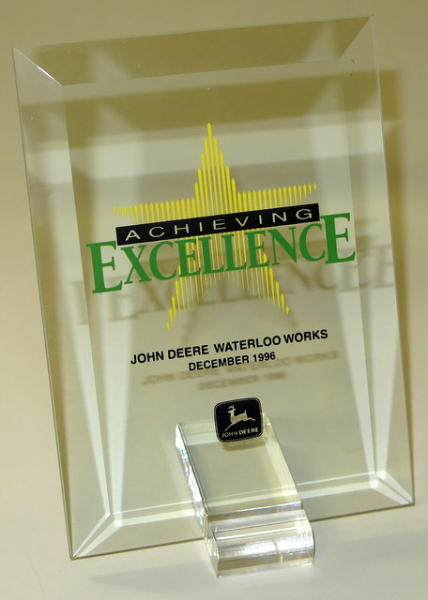 ACHIEVING
EXCELLENCE
JOHN DEERE WATERLOO WORKS
DECEMBER 1996
JOHN DEERE